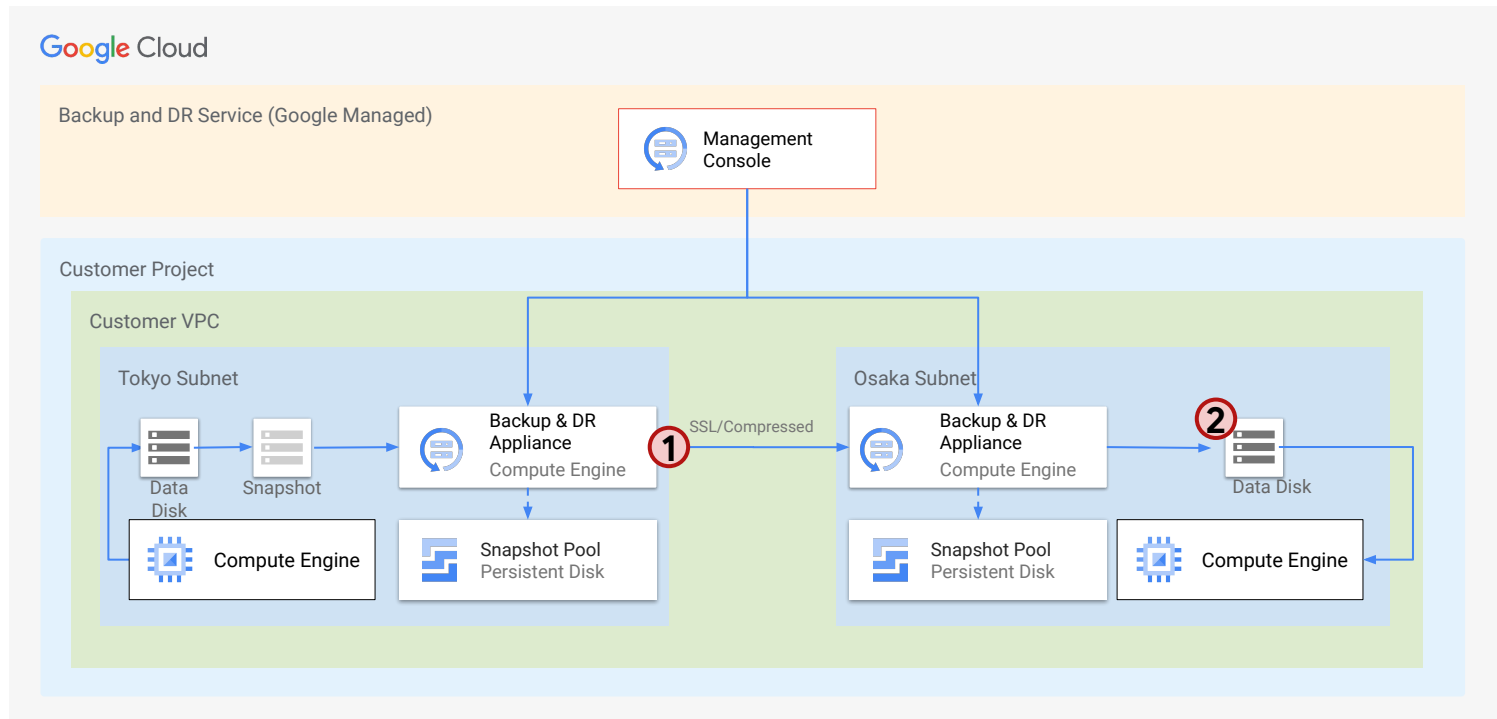 Google Cloud
Backup and DR Service (Google Managed)
Management
Console
Customer Project
Customer VPC
Tokyo Subnet
Data
Disk
Snapshot
Backup & DR
Appliance
Compute Engine
1
SSL/Compressed
Compute Engine
Snapshot Pool
Persistent Disk
Osaka Subnet
Backup & DR
Appliance
Compute Engine
2
Data Disk
Snapshot Pool
Persistent Disk
Compute Engine